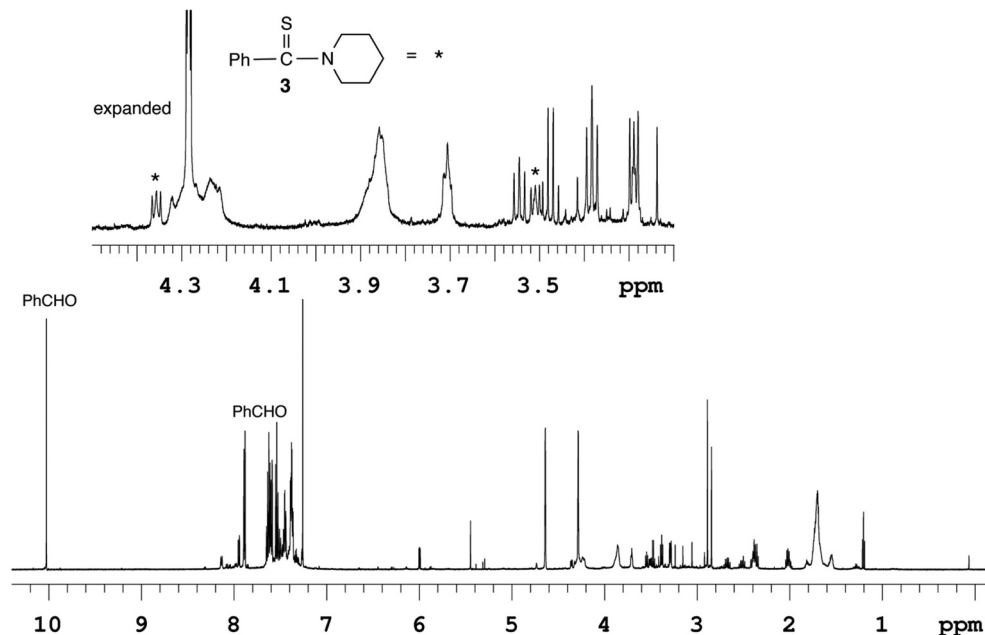 S
Ph C N = *
3
expanded
*
*
4.3 4.1 3.9 3.7 3.5 ppm
PhCHO
PhCHO
10 9 8 7 6 5 4 3 2 1 ppm